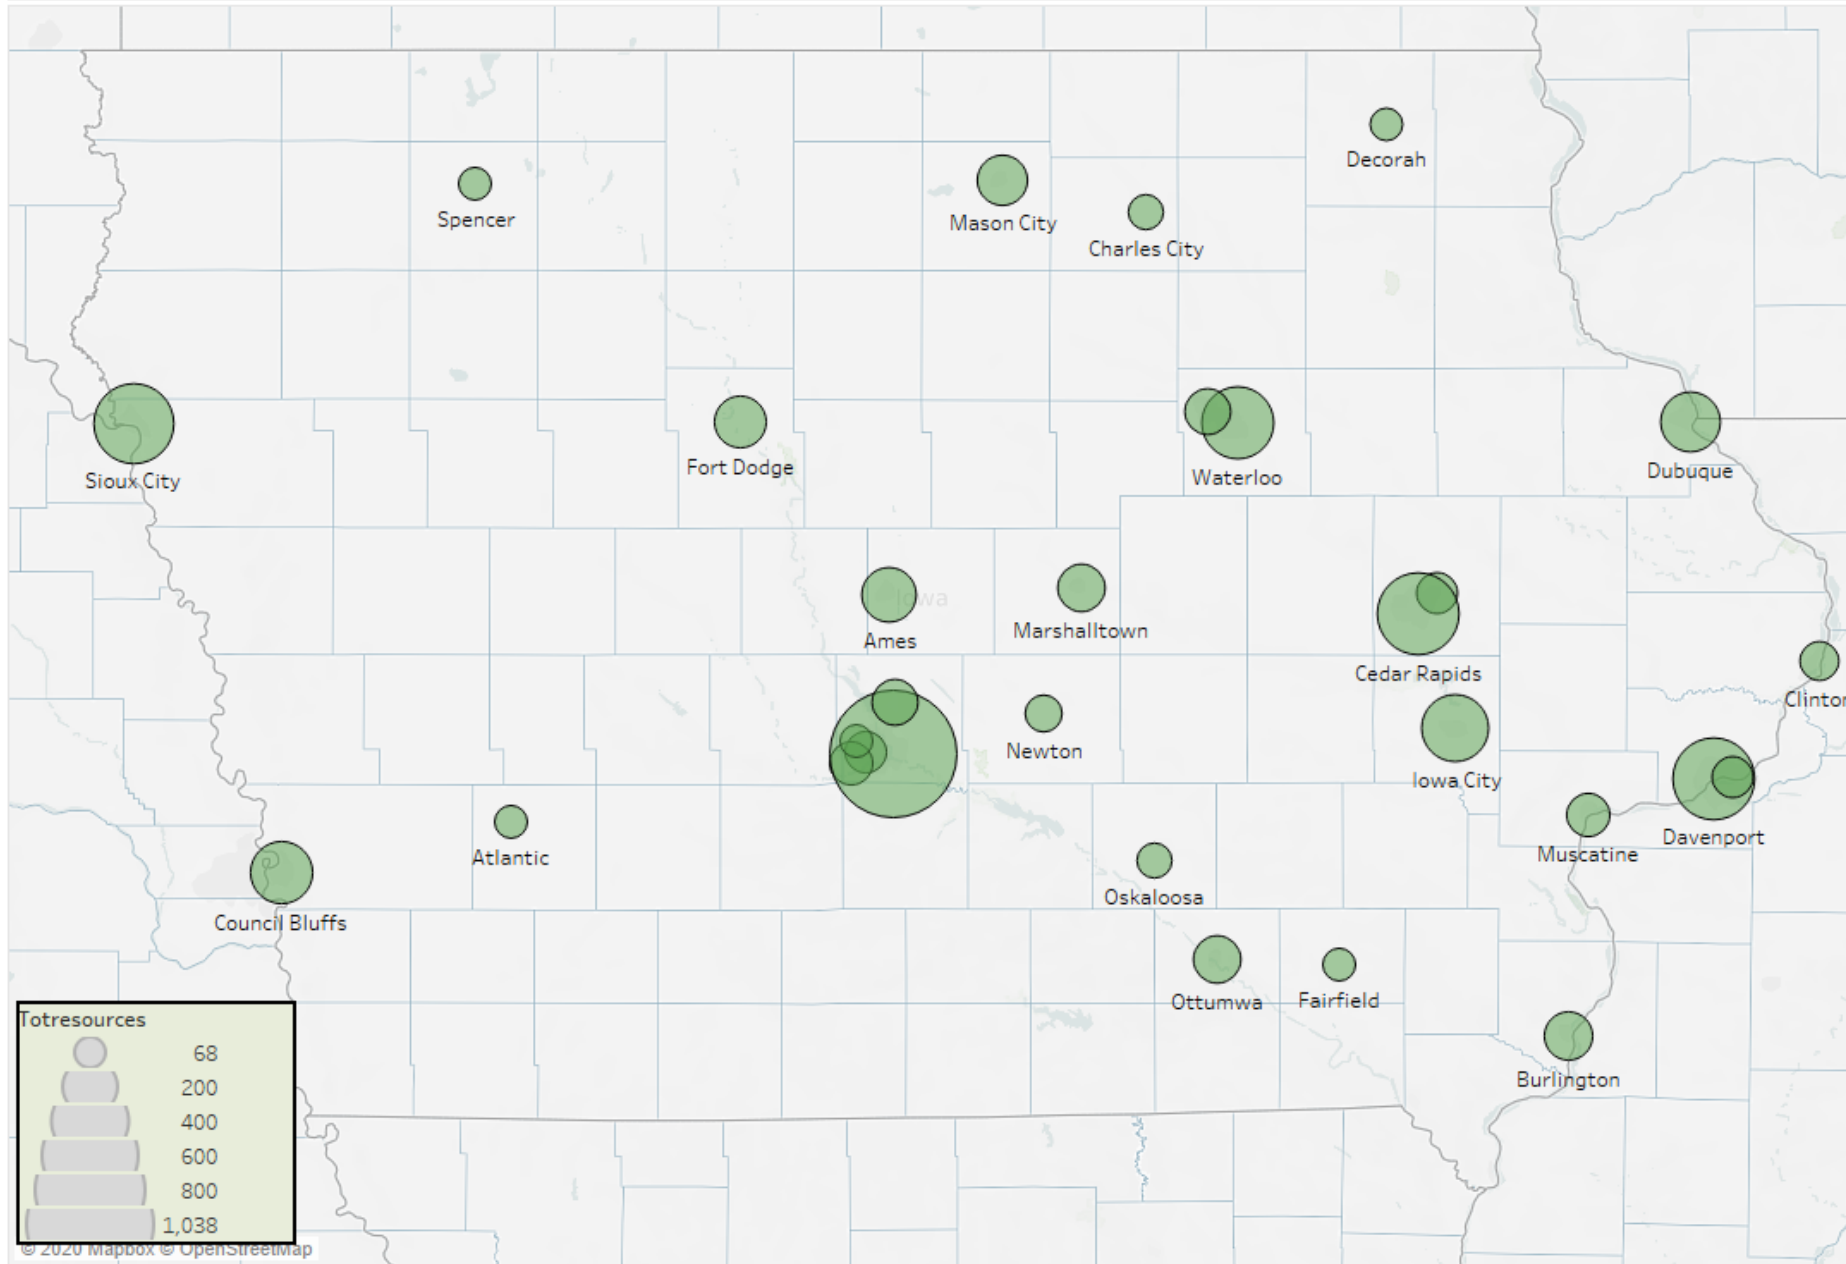 Decorah
Spencer
Mason City
Charles City
Sioux City
Fort Dodge
Waterloo
Dubuque
Iowa
Ames
Marshalltown
Cedar Rapids
Clinton
Newton
Iowa City
Davenport
Muscatine
Atlantic
Oskaloosa
Council Bluffs
Ottumwa
Fairfield
Burlington
Totresources
68
200
400
600
800
1,038
© 2020 Mapbox © OpenStreetMap